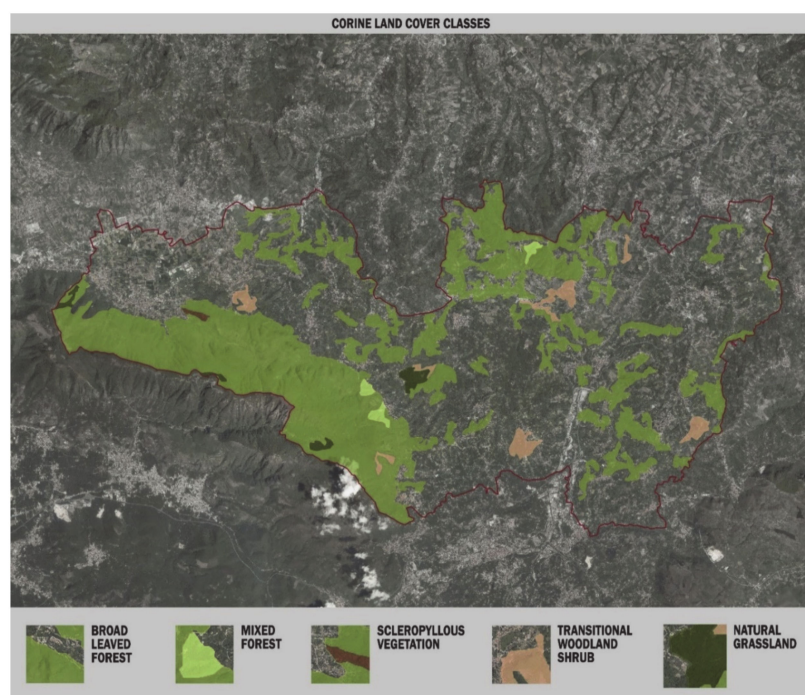 CORINE LAND COVER CLASSES
BROAD
LEAVED
FOREST
MIXED
FOREST
SCLEROPYLLOUS
VEGETATION
TRANSITIONAL
WOODLAND
SHRUB
NATURAL
GRASSLAND